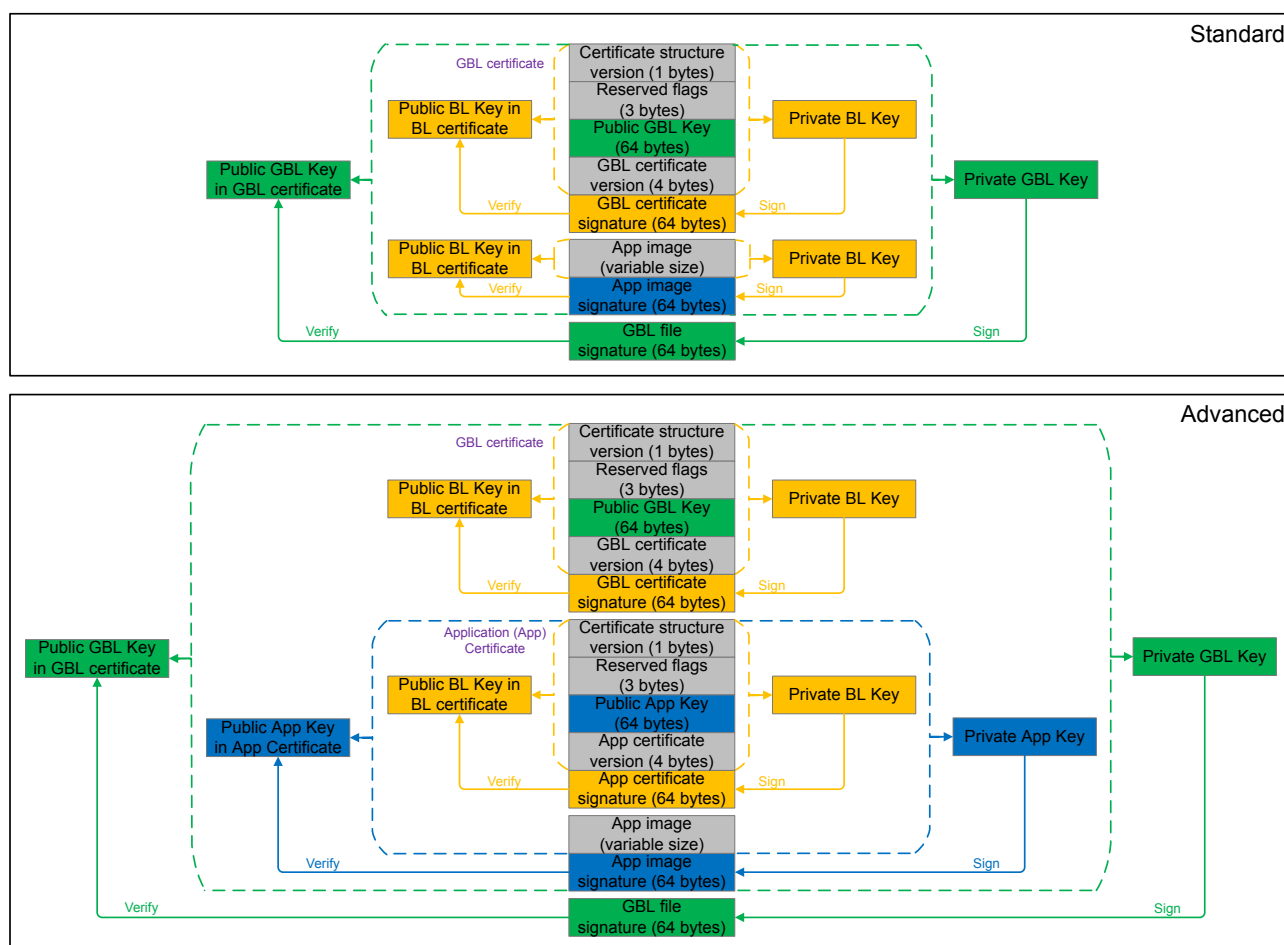 Standard
GBL certificate
Certificate structure
version (1 bytes)
Reserved flags
(3 bytes)
Public BL Key in
BL certificate
Private BL Key
Public GBL Key
(64 bytes)
GBL certificate
version (4 bytes)
Public GBL Key
in GBL certificate
Private GBL Key
Verify
GBL certificate
signature (64 bytes)
Sign
Public BL Key in
BL certificate
App image
(variable size)
Private BL Key
Verify
App image
signature (64 bytes)
Sign
Verify
GBL file
signature (64 bytes)
Sign
Advanced
GBL certificate
Certificate structure
version (1 bytes)
Reserved flags
(3 bytes)
Public BL Key in
BL certificate
Private BL Key
Public GBL Key
(64 bytes)
GBL certificate
version (4 bytes)
Verify
GBL certificate
signature (64 bytes)
Sign
Application (App)
Certificate
Certificate structure
version (1 bytes)
Public GBL Key
in GBL certificate
Private GBL Key
Reserved flags
(3 bytes)
Public BL Key in
BL certificate
Private BL Key
Public App Key
(64 bytes)
Public App Key
in App Certificate
Private App Key
App certificate
version (4 bytes)
Verify
App certificate
signature (64 bytes)
Sign
App image
(variable size)
Verify
App image
signature (64 bytes)
Sign
Verify
GBL file
signature (64 bytes)
Sign